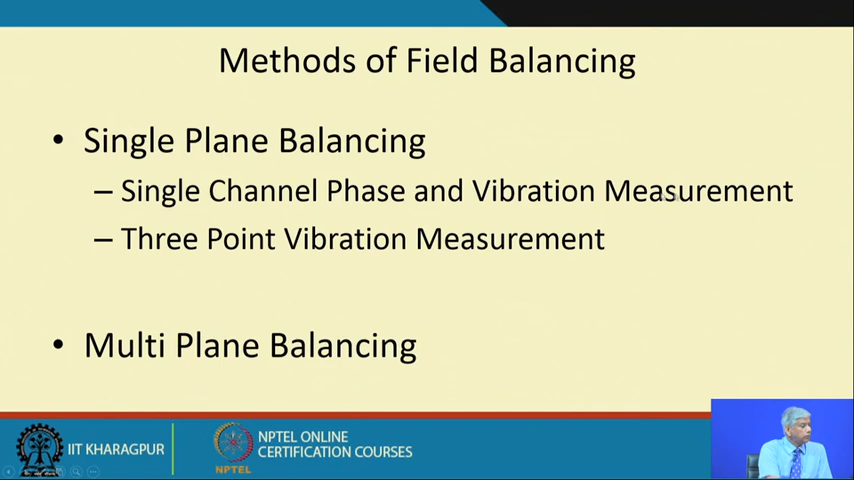 Methods of Field Balancing
• Single Plane Balancing
– Single Channel Phase and Vibration Measurement
– Three Point Vibration Measurement
• Multi Plane Balancing
IIT KHARAGPUR
NPTEL
NPTEL ONLINE
CERTIFICATION COURSES